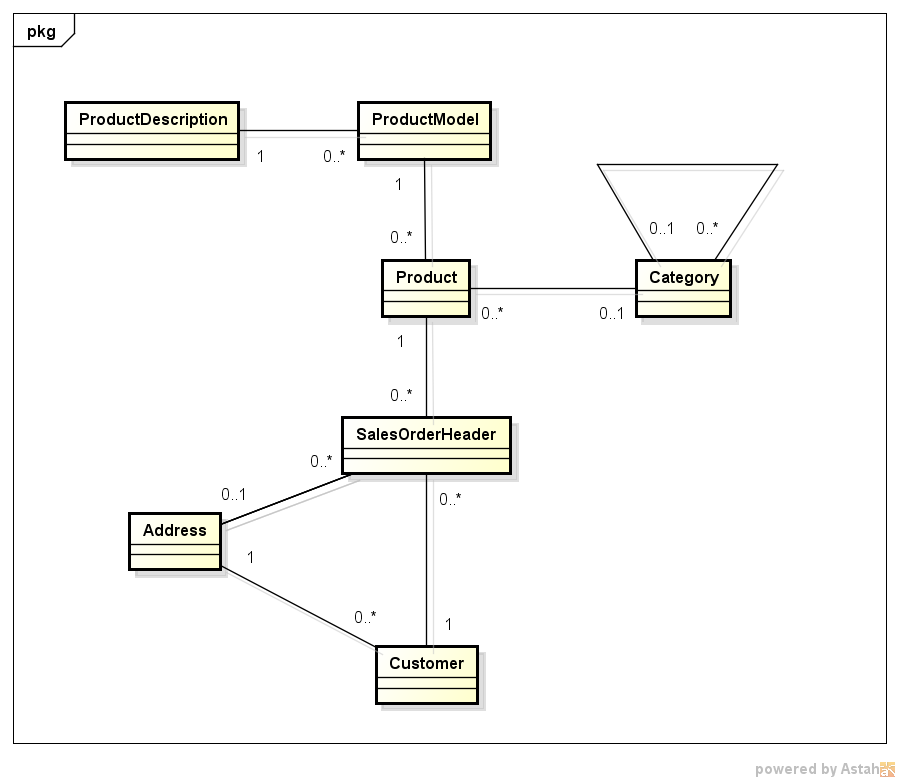 pkg
ProductDescription
ProductModel
1
0..*
1
0..*
0..1
0..*
Product
Category
0..*
0..1
1
0..*
SalesOrderHeader
0..*
0..1
0..*
Address
1
0..*
1
Customer
powered by Astah